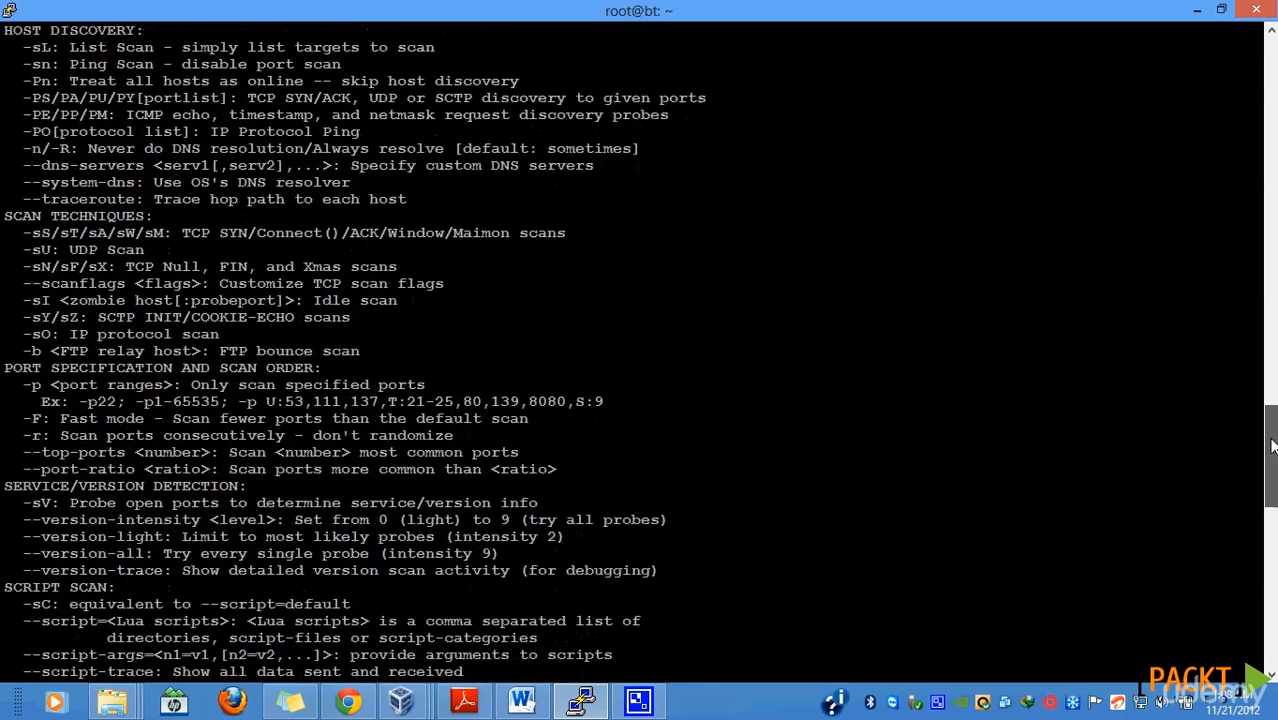 root@bt: ~
HOST DISCOVERY:
-sL: List Scan - simply list targets to scan
-sn: Ping Scan - disable port scan
-Pn: Treat all hosts as online -- skip host discovery
-PS/PA/PU/PY[portlist]: TCP SYN/ACK, UDP or SCTP discovery to given ports
-PE/PP/PM: ICMP echo, timestamp, and netmask request discovery probes
-PO[protocol list]: IP Protocol Ping
-n/-R: Never do DNS resolution/Always resolve [default: sometimes]
--dns-servers <serv1[,serv2],...>: Specify custom DNS servers
--system-dns: Use OS's DNS resolver
--traceroute: Trace hop path to each host
SCAN TECHNIQUES:
-sS/sT/sA/sW/sM: TCP SYN/Connect()/ACK/Window/Maimon scans
-sU: UDP Scan
-sN/sF/sX: TCP Null, FIN, and Xmas scans
--scanflags <flags>: Customize TCP scan flags
-sI <zombie host[:probeport]>: Idle scan
-sY/sZ: SCTP INIT/COOKIE-ECHO scans
-sO: IP protocol scan
-b <FTP relay host>: FTP bounce scan
PORT SPECIFICATION AND SCAN ORDER:
-p <port ranges>: Only scan specified ports
Ex: -p22; -p1-65535; -p U:53,111,137,T:21-25,80,139,8080,S:9
-F: Fast mode - Scan fewer ports than the default scan
-r: Scan ports consecutively - don't randomize
--top-ports <number>: Scan <number> most common ports
--port-ratio <ratio>: Scan ports more common than <ratio>
SERVICE/VERSION DETECTION:
-sV: Probe open ports to determine service/version info
--version-intensity <level>: Set from 0 (light) to 9 (try all probes)
--version-light: Limit to most likely probes (intensity 2)
--version-all: Try every single probe (intensity 9)
--version-trace: Show detailed version scan activity (for debugging)
SCRIPT SCAN:
-sC: equivalent to --script=default
--script=<Lua scripts>: <Lua scripts> is a comma separated list of
directories, script-files or script-categories
--script-args=<n1=v1,[n2=v2,...]>: provide arguments to scripts
--script-trace: Show all data sent and received
PACKT
udemy
11/21/2012